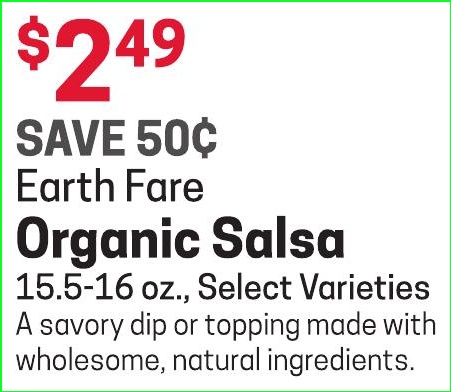 $2.49
SAVE 50¢
Earth Fare
Organic Salsa
15.5-16 oz., Select Varieties
A savory dip or topping made with
wholesome, natural ingredients.